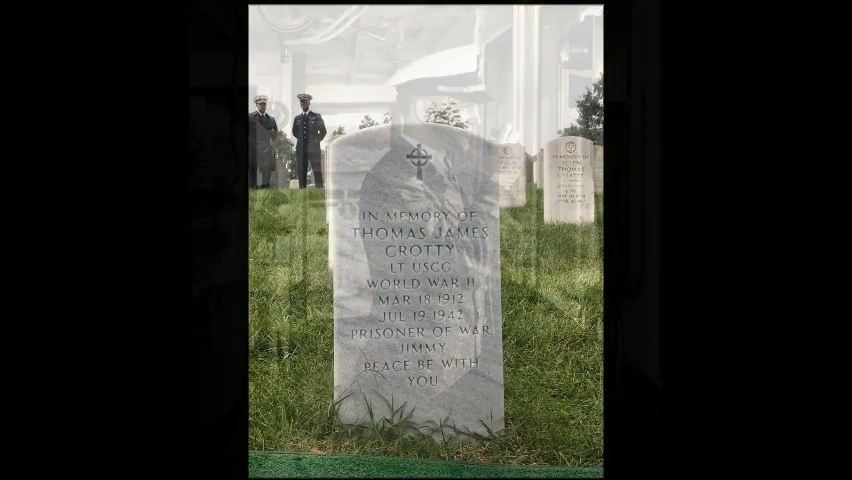 IN MEMORY OF
THOMAS JAMES
CROTTY
LT USCG
WORLD WAR II
MAR 18 1912
JUL 19 1942
PRISONER OF WAR
JIMMY
PEACE BE WITH
YOU
IN MEMORY OF
THOMAS